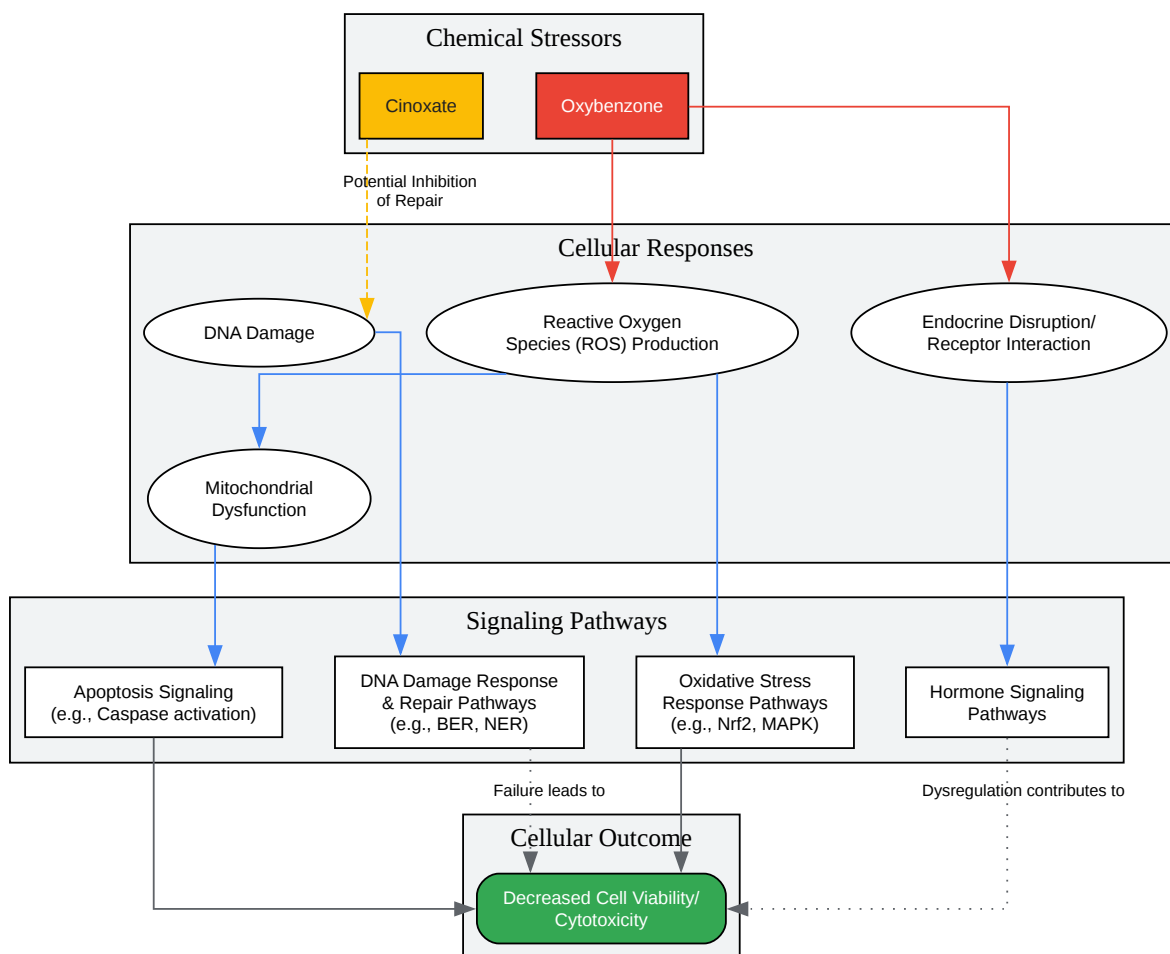 Chemical Stressors
Cinoxate
Oxybenzone
Potential Inhibition
of Repair
Cellular Responses
DNA Damage
Reactive Oxygen
Species (ROS) Production
Endocrine Disruption/
Receptor Interaction
Mitochondrial
Dysfunction
Signaling Pathways
Apoptosis Signaling
(e.g., Caspase activation)
DNA Damage Response
& Repair Pathways
(e.g., BER, NER)
Oxidative Stress
Response Pathways
(e.g., Nrf2, MAPK)
Hormone Signaling
Pathways
Failure leads to
Dysregulation contributes to
Cellular Outcome
Decreased Cell Viability/
Cytotoxicity